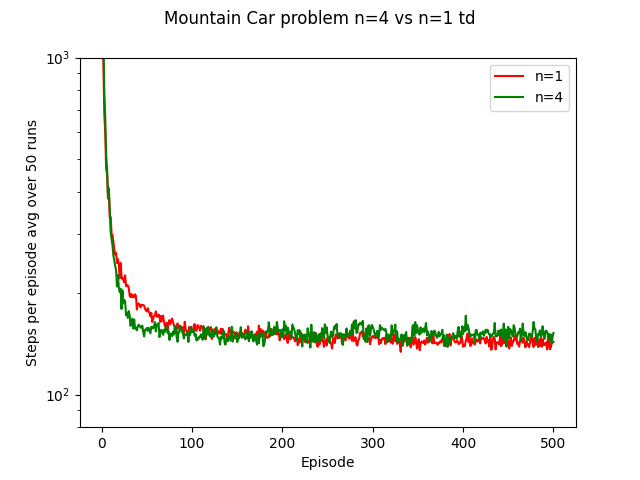 Mountain Car problem n=4 vs n=1 td
10³
n=1
n=4
Steps per episode avg over 50 runs
10²
0 100 200 300 400 500
Episode